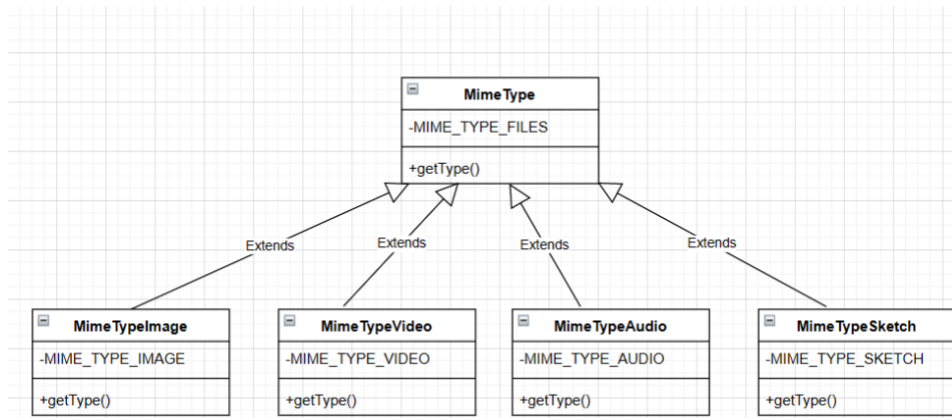 MimeType
-MIME_TYPE_FILES
+getType()
Extends
Extends
Extends
Extends
MimeTypeImage
-MIME_TYPE_IMAGE
+getType()
MimeTypeVideo
-MIME_TYPE_VIDEO
+getType()
MimeTypeAudio
-MIME_TYPE_AUDIO
+getType()
MimeTypeSketch
-MIME_TYPE_SKETCH
+getType()